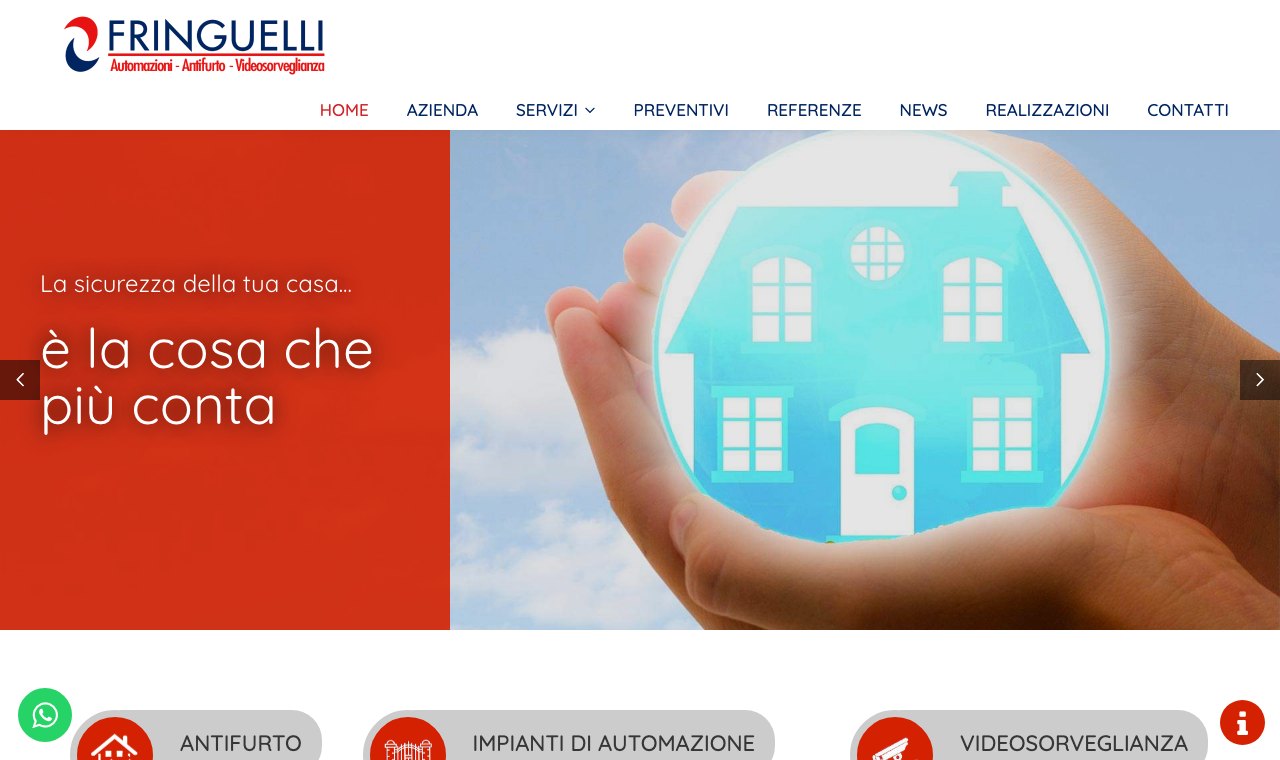 FRINGUELLI
Automazioni - Antifurto - Videosorveglianza
HOME AZIENDA SERVIZI PREVENTIVI REFERENZE NEWS REALIZZAZIONI CONTATTI
La sicurezza della tua casa...
è la cosa che
più conta
ANTIFURTO IMPIANTI DI AUTOMAZIONE VIDEOSORVEGLIANZA